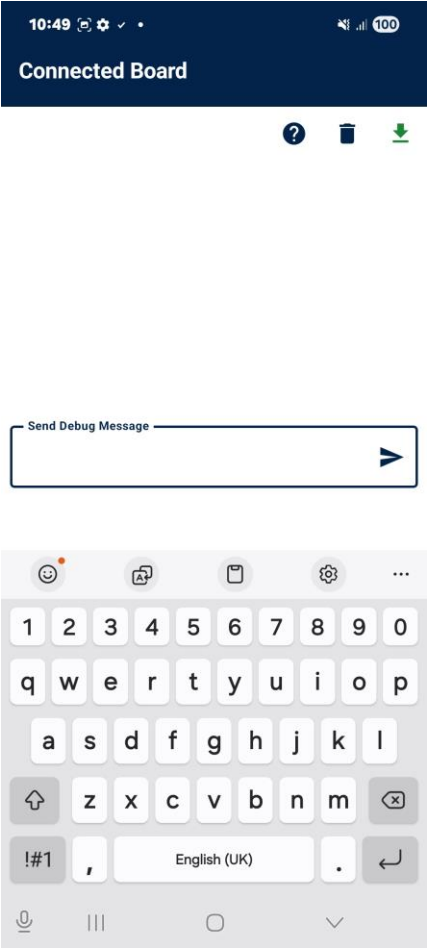 10:49 100
Connected Board
?
Send Debug Message
1 2 3 4 5 6 7 8 9 0
q w e r t y u i o p
a s d f g h j k l
z x c v b n m
!#1 , English (UK) .